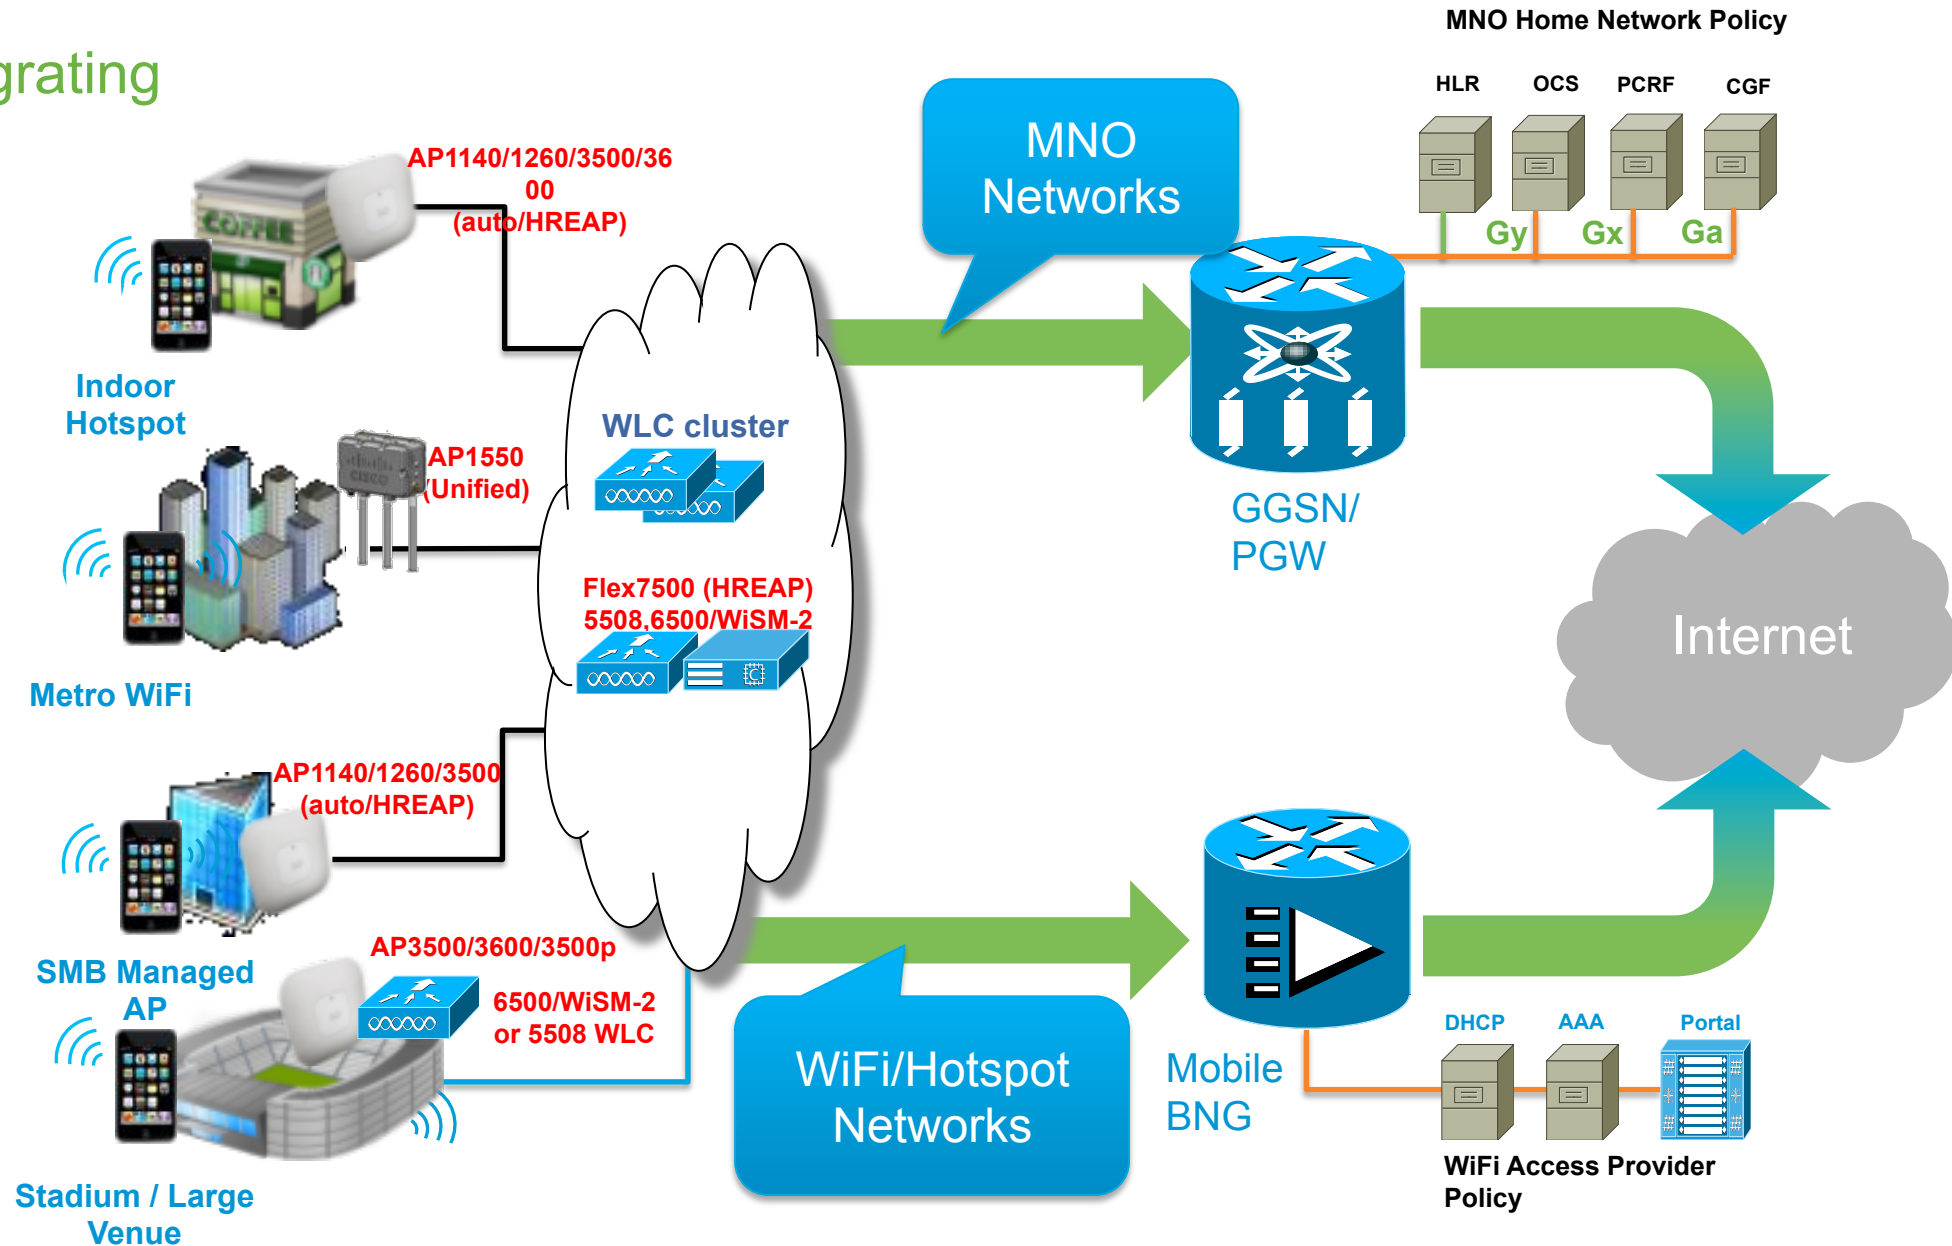 grating
MNO Home Network Policy
HLR
OCS
PCRF
CGF
Gy
Gx
Ga
MNO
Networks
AP1140/1260/3500/36
00
(auto/HREAP)
COFFEE
Indoor
Hotspot
AP1550
(Unified)
CISCO
Metro WiFi
WLC cluster
Flex7500 (HREAP)
5508,6500/WiSM-2
C
GGSN/
PGW
Internet
AP1140/1260/3500
(auto/HREAP)
SMB Managed
AP
AP3500/3600/3500p
6500/WiSM-2
or 5508 WLC
Stadium / Large
Venue
WiFi/Hotspot
Networks
Mobile
BNG
DHCP
AAA
Portal
WiFi Access Provider
Policy